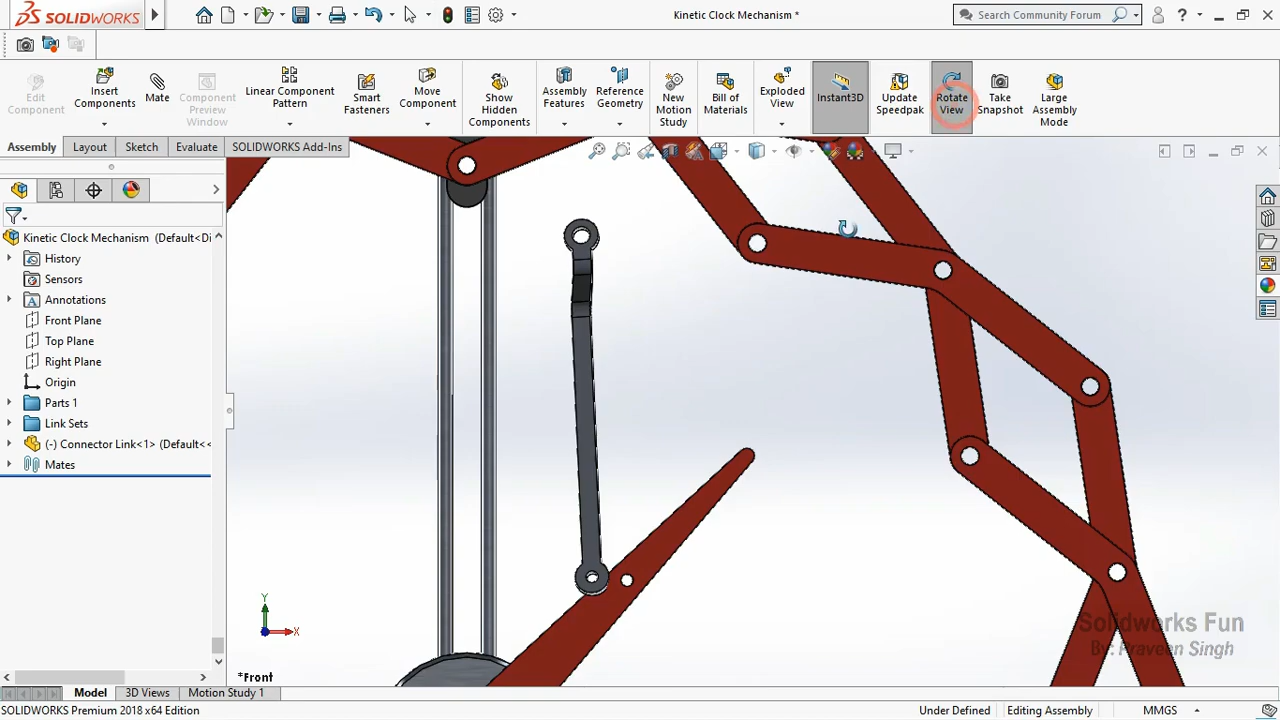 SOLIDWORKS
Kinetic Clock Mechanism *
Search Community Forum
?
Edit
Component
Insert
Components
Mate
Component
Preview
Window
Linear Component
Pattern
Smart
Fasteners
Move
Component
Show
Hidden
Components
Assembly
Features
Reference
Geometry
New
Motion
Study
Bill of
Materials
Exploded
View
Instant3D
Update
Speedpak
Rotate
View
Take
Snapshot
Large
Assembly
Mode
Assembly
Layout
Sketch
Evaluate
SOLIDWORKS Add-Ins
Kinetic Clock Mechanism (Default<Di
History
Sensors
Annotations
Front Plane
Top Plane
Right Plane
Origin
Parts 1
Link Sets
(-) Connector Link<1> (Default<<
Mates
Y
X
*Front
Solidworks Fun
By: Praveen Singh
Model
3D Views
Motion Study 1
SOLIDWORKS Premium 2018 x64 Edition
Under Defined
Editing Assembly
MMGS